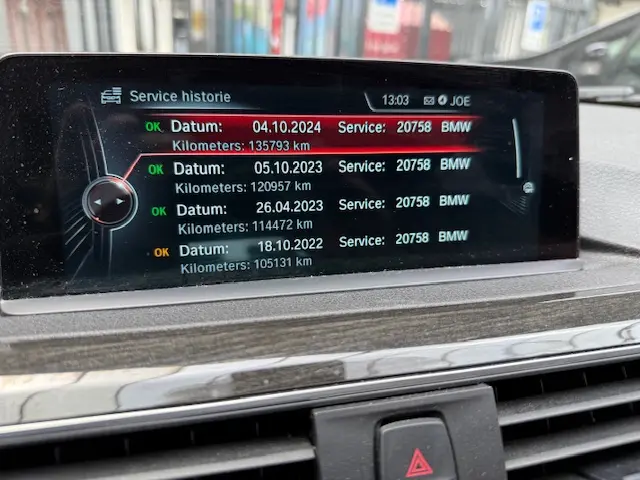 Service historie 13:03 JOE
OK Datum: 04.10.2024 Service: 20758 BMW
Kilometers: 135793 km
OK Datum: 05.10.2023 Service: 20758 BMW
Kilometers: 120957 km
OK Datum: 26.04.2023 Service: 20758 BMW
Kilometers: 114472 km
OK Datum: 18.10.2022 Service: 20758 BMW
Kilometers: 105131 km